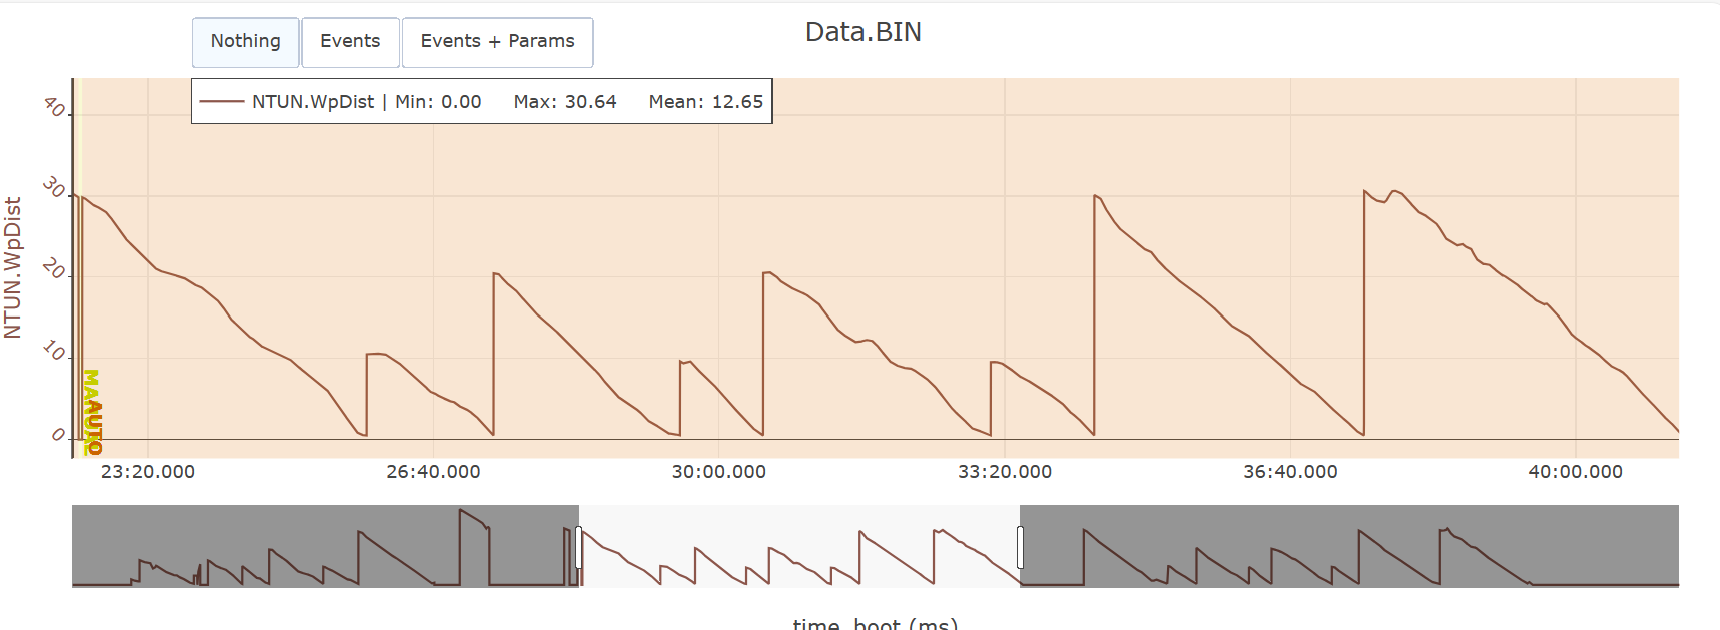 Nothing Events Events + Params
Data.BIN
NTUN.WpDist | Min: 0.00 Max: 30.64 Mean: 12.65
40
30
20
10
0
NTUN.WpDist
MANUAL
AUTO
23:20.000 26:40.000 30:00.000 33:20.000 36:40.000 40:00.000
time_boot (ms)